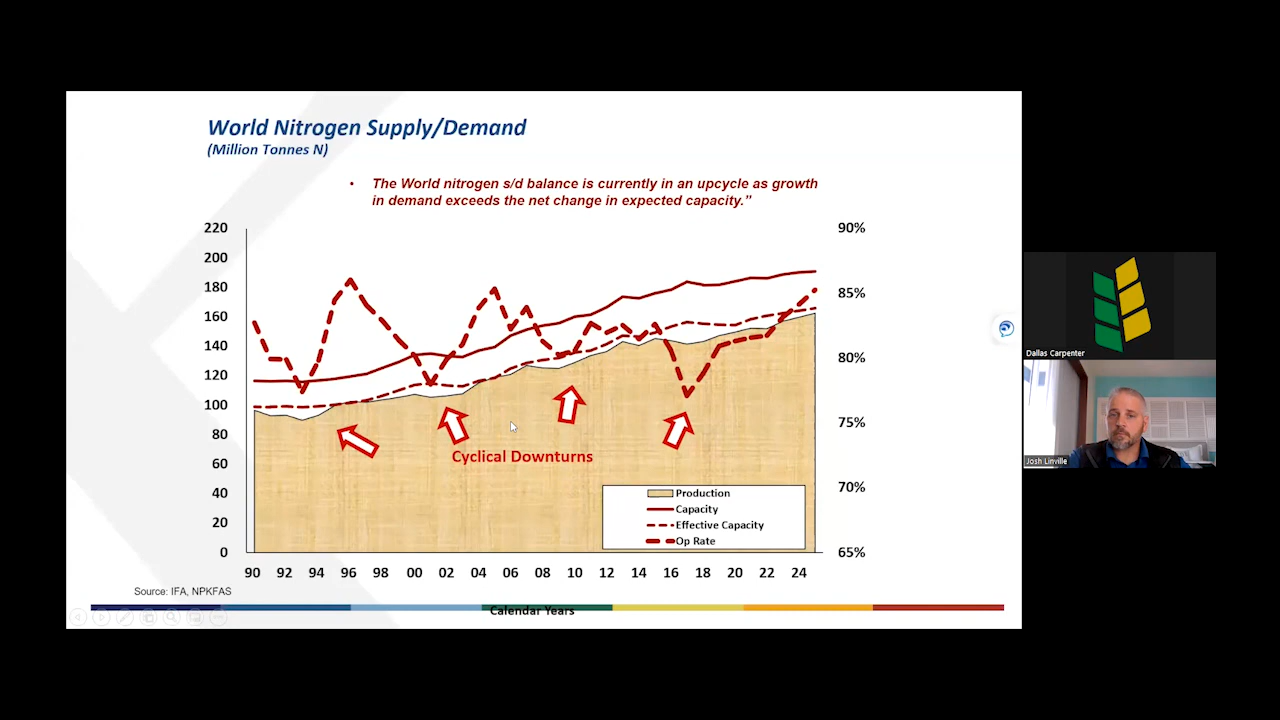 World Nitrogen Supply/Demand
(Million Tonnes N)
• The World nitrogen s/d balance is currently in an upcycle as growth
in demand exceeds the net change in expected capacity.”
220
200
180
160
140
120
100
80
60
40
20
0
90%
85%
80%
75%
70%
65%
Cyclical Downturns
Production
Capacity
Effective Capacity
Op Rate
90 92 94 96 98 00 02 04 06 08 10 12 14 16 18 20 22 24
Source: IFA, NPKFAS
Calendar Years
Dallas Carpenter
Josh Linville